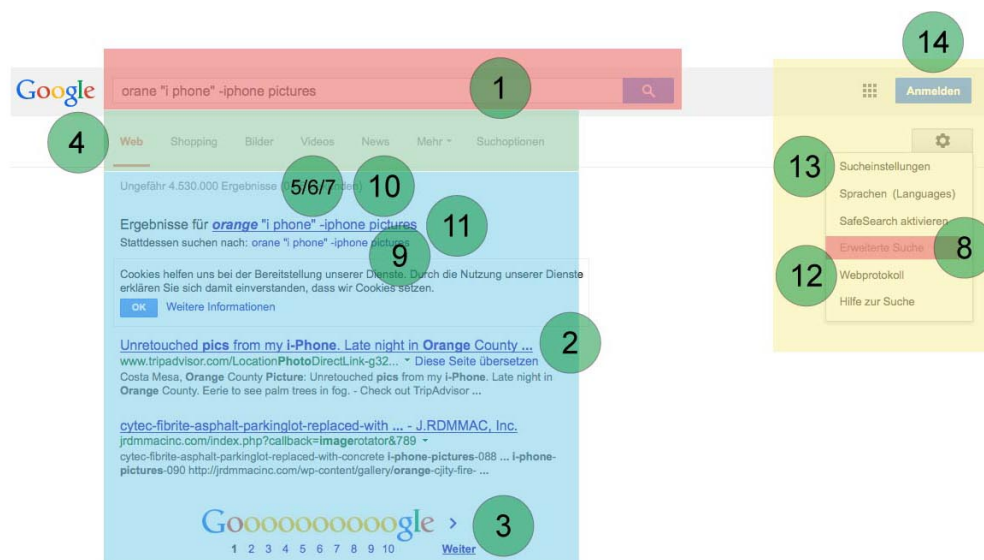 14
Google
orane "i phone" -iphone pictures
1
Anmelden
4
Web Shopping Bilder Videos News Mehr Suchoptionen
13
Sucheinstellungen
Ungefähr 4.530.000 Ergebnisse
5/6/7
10
Sprachen (Languages)
Ergebnisse für orange "i phone" -iphone pictures
11
SafeSearch aktivieren
Stattdessen suchen nach: orane "i phone" -iphone pictures
9
Erweiterte Suche
8
Cookies helfen uns bei der Bereitstellung unserer Dienste. Durch die Nutzung unserer Dienste
erklären Sie sich damit einverstanden, dass wir Cookies setzen.
12
Webprotokoll
OK Weitere Informationen
Hilfe zur Suche
Unretouched pics from my i-Phone. Late night in Orange County ...
2
www.tripadvisor.com/LocationPhotoDirectLink-g32... Diese Seite übersetzen
Costa Mesa, Orange County Picture: Unretouched pics from my i-Phone. Late night in
Orange County. Eerie to see palm trees in fog. - Check out TripAdvisor ...
cytec-fibrite-asphalt-parkinglot-replaced-with ... - J.RDMMAC, Inc.
jrdmmacinc.com/index.php?callback=imagerotator&789
cytec-fibrite-asphalt-parkinglot-replaced-with-concrete i-phone-pictures-088 ... i-phone-
pictures-090 http://jrdmmacinc.com/wp-content/gallery/orange-cjity-fire- ...
Goooooooooogle >
3
1 2 3 4 5 6 7 8 9 10 Weiter